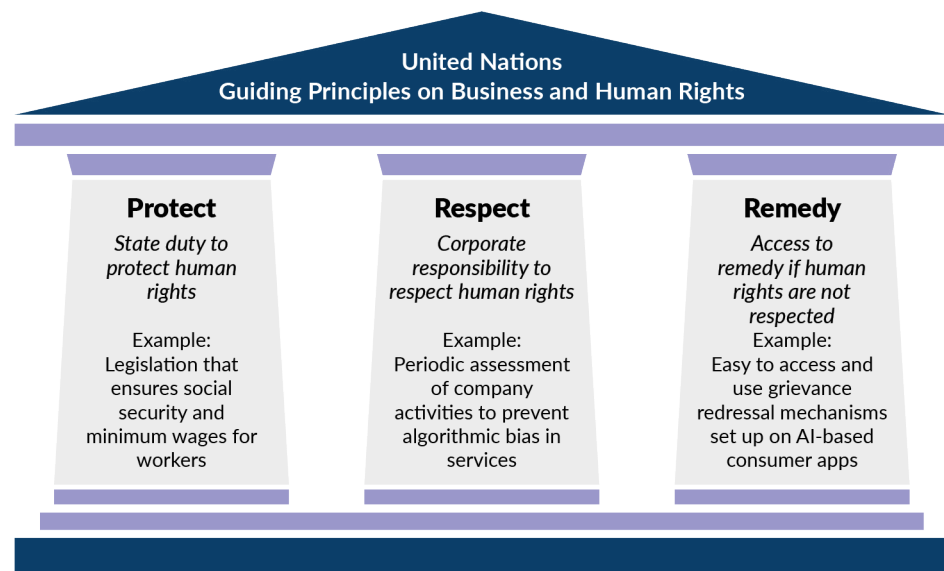 United Nations
Guiding Principles on Business and Human Rights
Protect
State duty to
protect human
rights
Example:
Legislation that
ensures social
security and
minimum wages for
workers
Respect
Corporate
responsibility to
respect human rights
Example:
Periodic assessment
of company
activities to prevent
algorithmic bias in
services
Remedy
Access to
remedy if human
rights are not
respected
Example:
Easy to access and
use grievance
redressal mechanisms
set up on AI-based
consumer apps